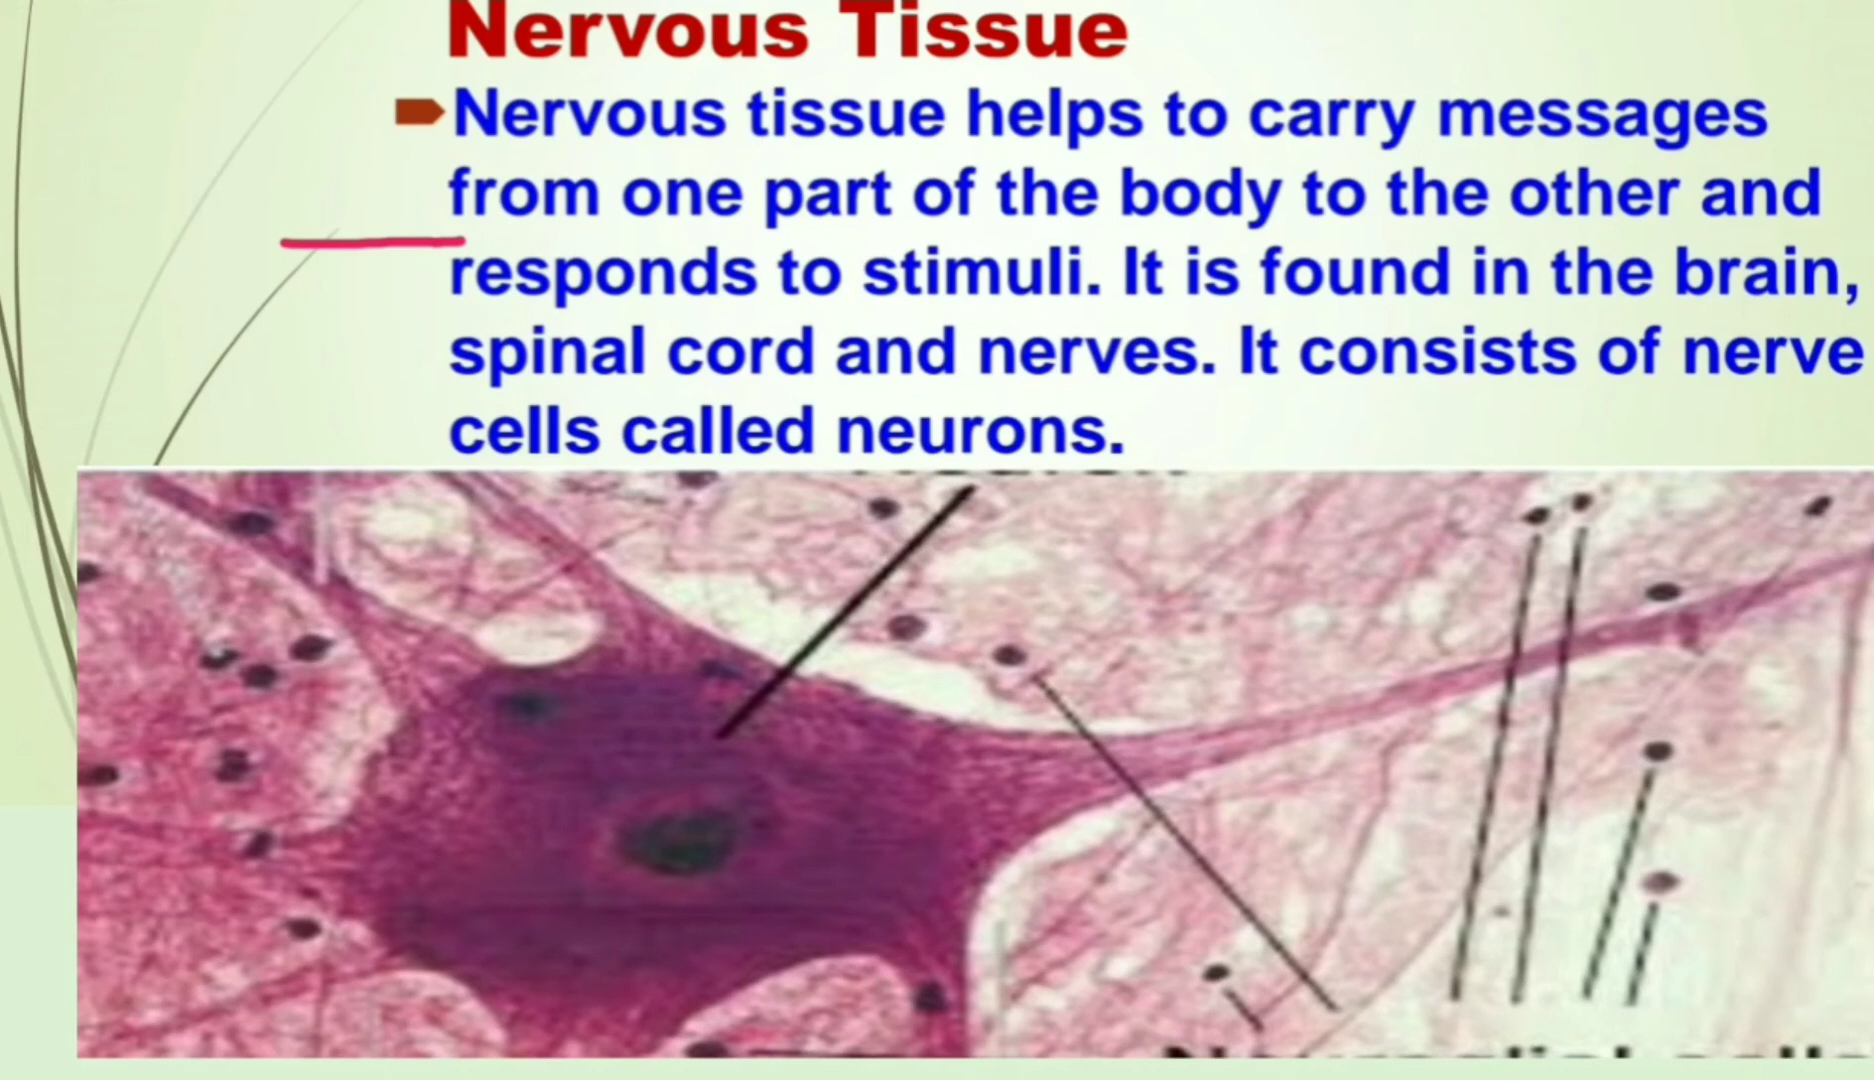 Nervous Tissue
Nervous tissue helps to carry messages
from one part of the body to the other and
responds to stimuli. It is found in the brain,
spinal cord and nerves. It consists of nerve
cells called neurons.